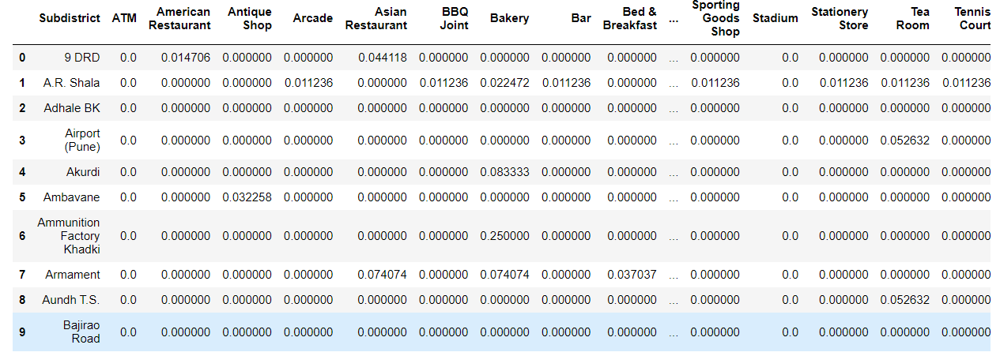 Subdistrict ATM American Restaurant Antique Shop Arcade Asian Restaurant BBQ Joint Bakery Bar Bed & Breakfast ... Sporting Goods Shop Stadium Stationery Store Tea Room Tennis Court
0 9 DRD 0.0 0.014706 0.000000 0.000000 0.044118 0.000000 0.000000 0.000000 0.000000 ... 0.000000 0.0 0.000000 0.000000 0.000000
1 A.R. Shala 0.0 0.000000 0.000000 0.011236 0.000000 0.011236 0.022472 0.011236 0.000000 ... 0.011236 0.0 0.011236 0.011236 0.011236
2 Adhale BK 0.0 0.000000 0.000000 0.000000 0.000000 0.000000 0.000000 0.000000 0.000000 ... 0.000000 0.0 0.000000 0.000000 0.000000
3 Airport (Pune) 0.0 0.000000 0.000000 0.000000 0.000000 0.000000 0.000000 0.000000 0.000000 ... 0.000000 0.0 0.000000 0.052632 0.000000
4 Akurdi 0.0 0.000000 0.000000 0.000000 0.000000 0.000000 0.083333 0.000000 0.000000 ... 0.000000 0.0 0.000000 0.000000 0.000000
5 Ambavane 0.0 0.000000 0.032258 0.000000 0.000000 0.000000 0.000000 0.000000 0.000000 ... 0.000000 0.0 0.000000 0.000000 0.000000
6 Ammunition Factory Khadki 0.0 0.000000 0.000000 0.000000 0.000000 0.000000 0.250000 0.000000 0.000000 ... 0.000000 0.0 0.000000 0.000000 0.000000
7 Armament 0.0 0.000000 0.000000 0.000000 0.074074 0.000000 0.074074 0.000000 0.037037 ... 0.000000 0.0 0.000000 0.000000 0.000000
8 Aundh T.S. 0.0 0.000000 0.000000 0.000000 0.000000 0.000000 0.000000 0.000000 0.000000 ... 0.000000 0.0 0.000000 0.052632 0.000000
9 Bajirao Road 0.0 0.000000 0.000000 0.000000 0.000000 0.000000 0.000000 0.000000 0.000000 ... 0.000000 0.0 0.000000 0.000000 0.000000